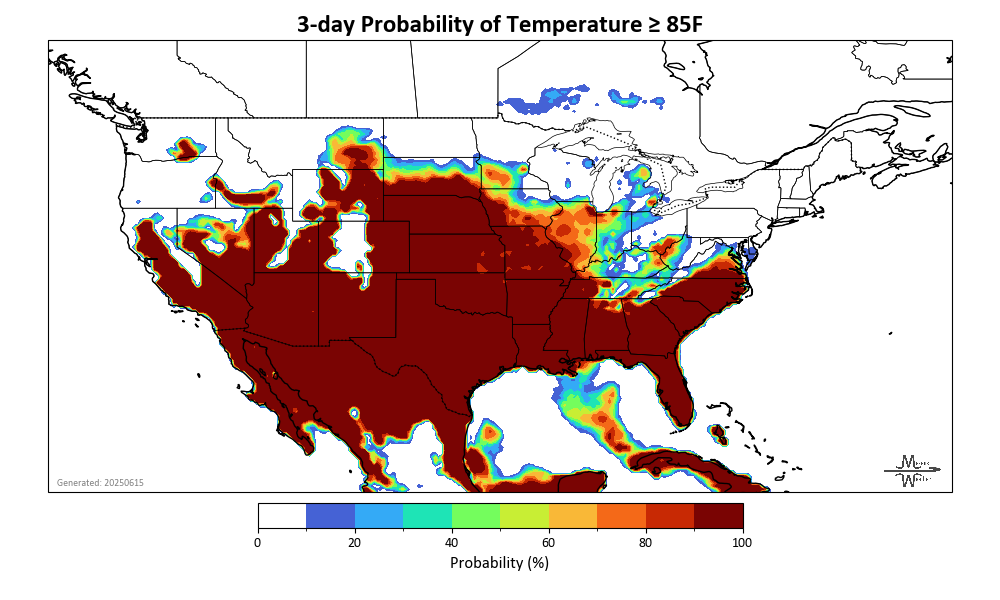 3-day Probability of Temperature ≥ 85F
Generated: 20250615
0 20 40 60 80 100
Probability (%)